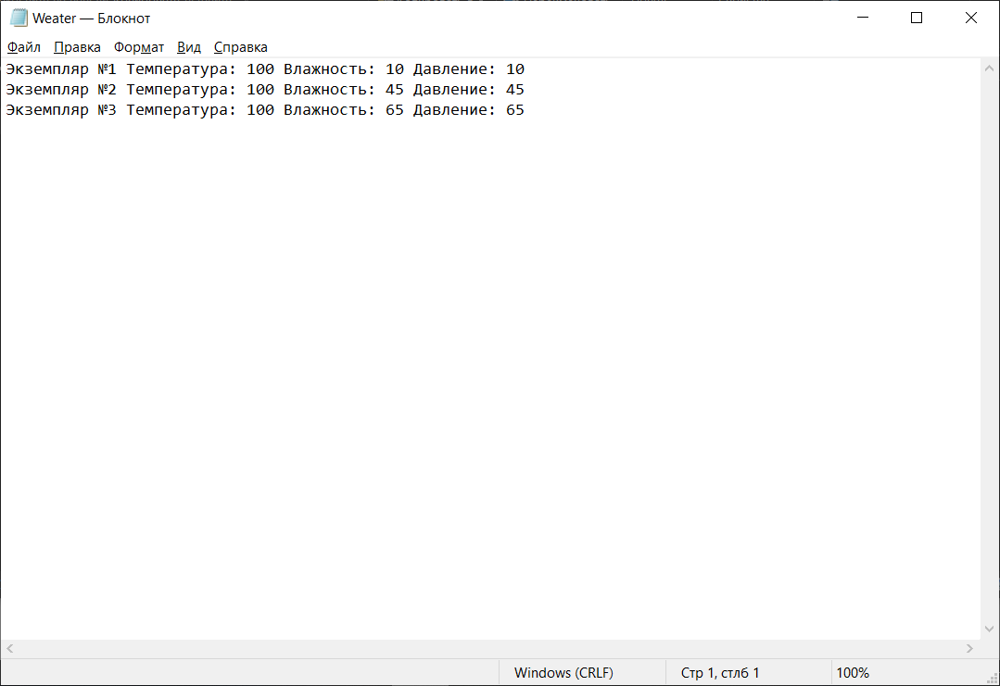 Weater — Блокнот
Файл Правка Формат Вид Справка
Экземпляр №1 Температура: 100 Влажность: 10 Давление: 10
Экземпляр №2 Температура: 100 Влажность: 45 Давление: 45
Экземпляр №3 Температура: 100 Влажность: 65 Давление: 65
Windows (CRLF) Стр 1, стлб 1 100%